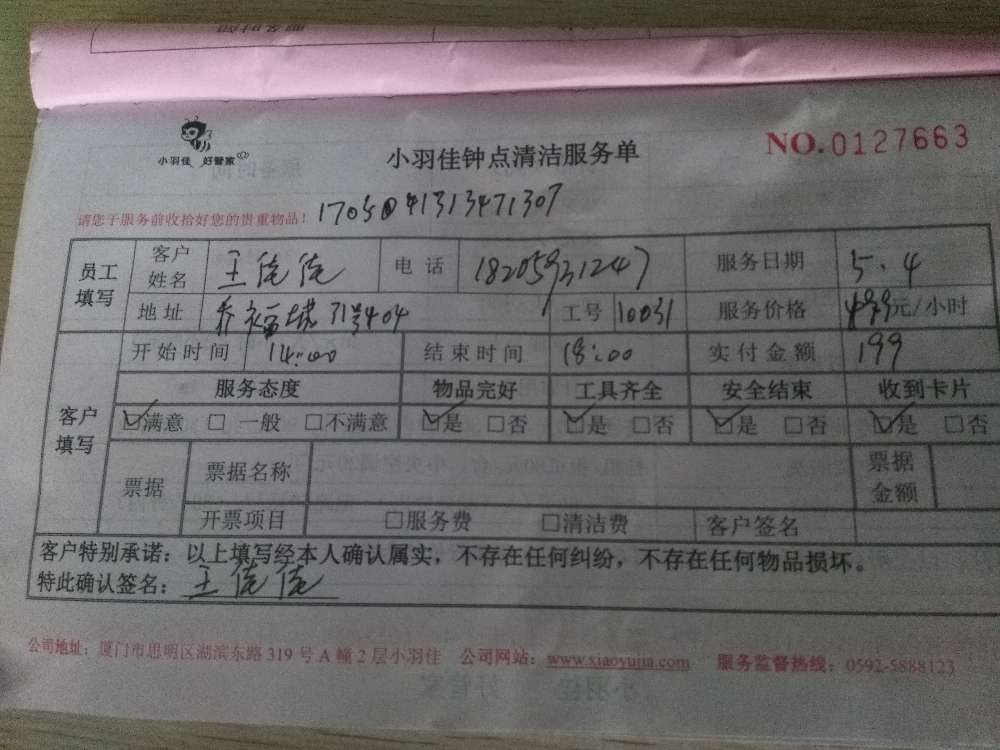 小羽佳 好管家
小羽佳钟点清洁服务单
NO.0127663
请您于服务前收拾好您的贵重物品！
员工填写 客户姓名 电话 18205931247 服务日期 5.4
地址 71号404 工号 10031 服务价格 元/小时
客户填写 开始时间 14:00 结束时间 18:00 实付金额 199
服务态度 物品完好 工具齐全 安全结束 收到卡片
☑满意 □一般 □不满意 ☑是 □否 ☑是 □否 ☑是 □否 ☑是 □否
票据 票据名称 票据金额
开票项目 □服务费 □清洁费 客户签名
客户特别承诺：以上填写经本人确认属实，不存在任何纠纷，不存在任何物品损坏。
特此确认签名：
公司地址：厦门市思明区湖滨东路 319 号 A 幢 2 层小羽佳 公司网站：www.xiaoyujia.com 服务监督热线：0592-5888123